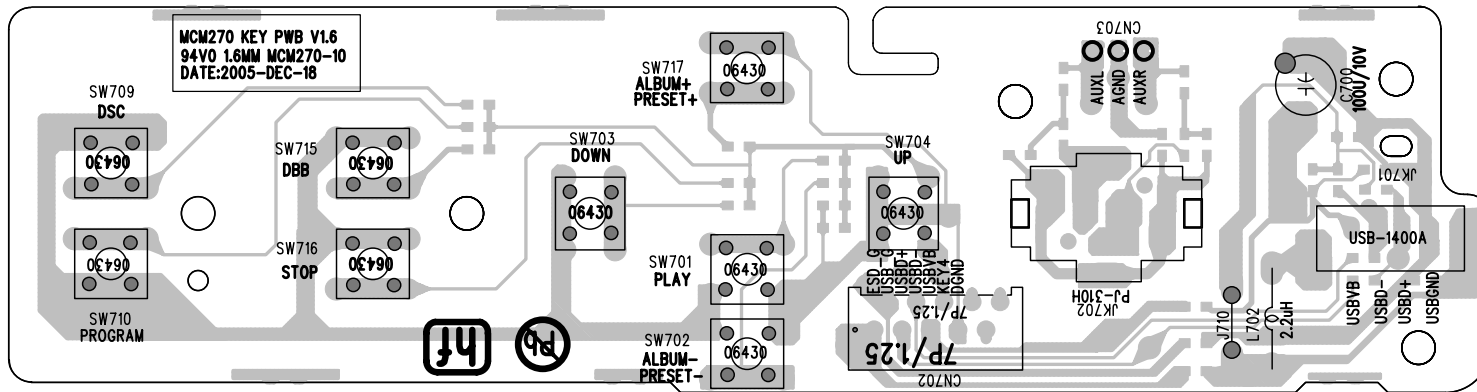 MCM270 KEY PWB V1.6
94V0 1.6MM MCM270-10
DATE:2005-DEC-18
SW709
DSC
06430
SW710
PROGRAM
06430
SW715
DBB
06430
SW716
STOP
06430
SW703
DOWN
06430
SW717
ALBUM+
PRESET+
06430
SW701
PLAY
06430
SW702
ALBUM-
PRESET-
06430
SW704
UP
06430
hf
Pb
ESD_G
USB-G
USBD+
USBD-
USBVB
KEY4
DGND
7P/1.25
7P/1.25
CN702
CN703
AUXL
AGND
AUXR
JK702
PJ-310H
C700
100U/10V
JK701
USB-1400A
USBVB
USBD-
USBD+
USBGND
J710
L702
2.2uH